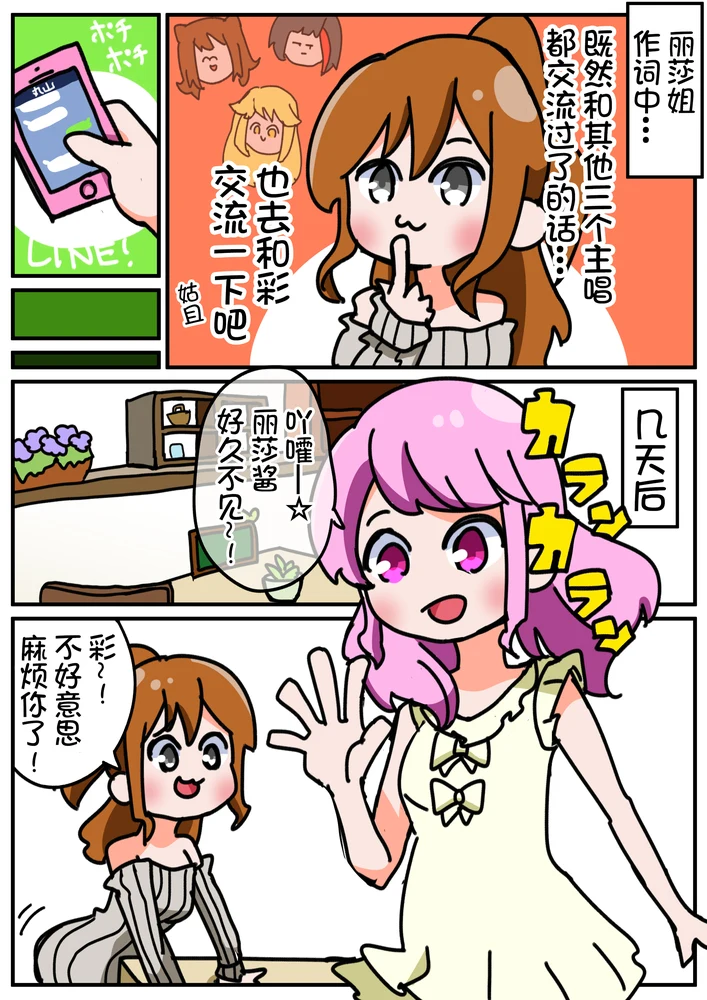 丽莎姐
作词中…
既然和其他三个主唱
都交流过了的话……
也去和彩
交流一下吧
姑且
ポチ
ポチ
丸山
LINE!
几天后
カラン
カラン
吖嚯—☆
丽莎酱
好久不见~!
彩~!
不好意思
麻烦你了!